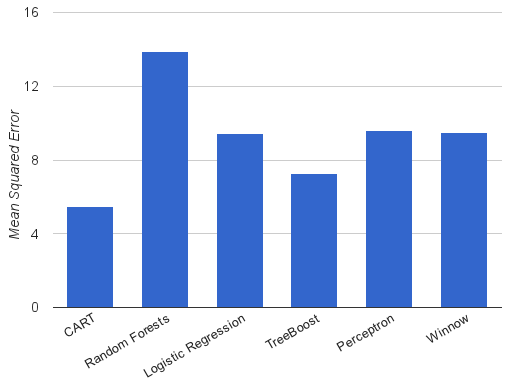 16
12
8
4
0
Mean Squared Error
CART
Random Forests
Logistic Regression
TreeBoost
Perceptron
Winnow